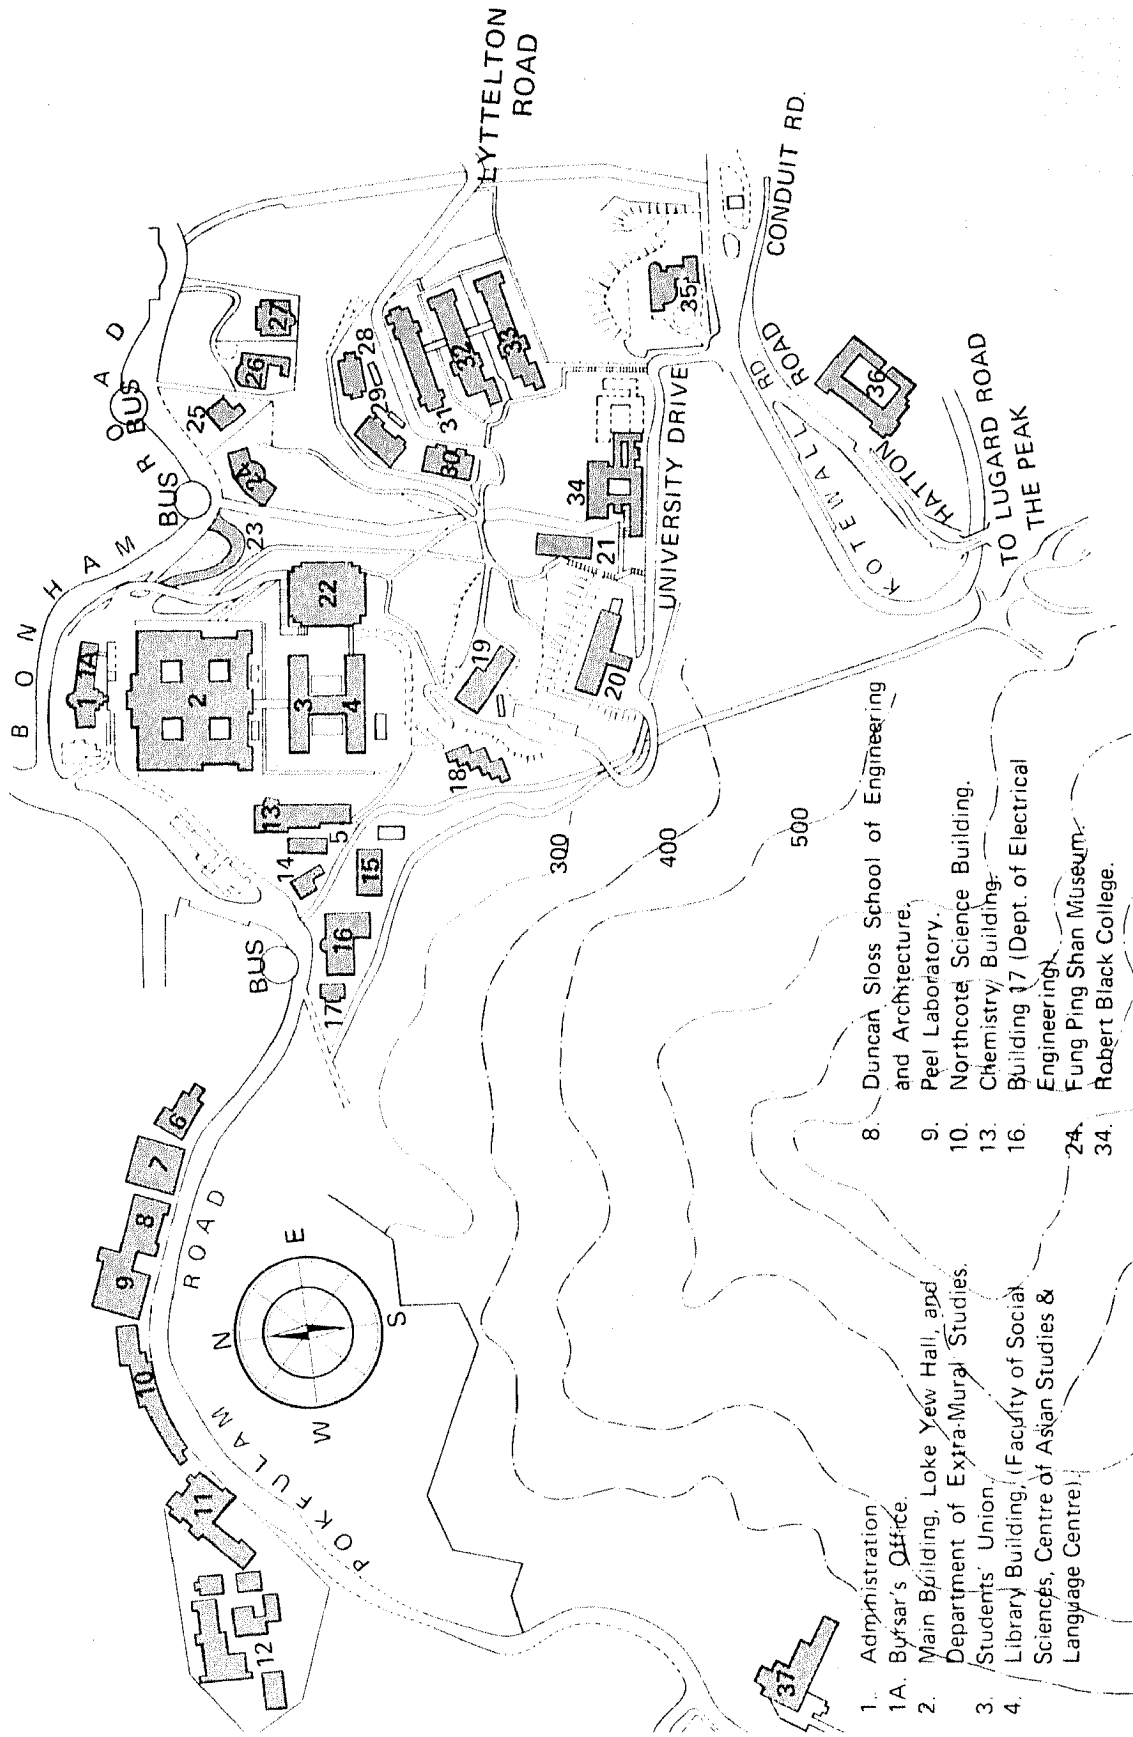 BONHAM ROAD
BUS
BUS
BUS
LYTTELTON
ROAD
CONDUIT RD.
UNIVERSITY DRIVE
KOTEWALL RD
HATTON ROAD
TO LUGARD ROAD
THE PEAK
POKFULAM ROAD
N
E
S
W
300
400
500
1
1A
2
3
4
5
6
7
8
9
10
11
12
13
14
15
16
17
18
19
20
21
22
23
24
25
26
27
28
29
30
31
32
33
34
35
36
37
1. Administration
1A. Bursar's Office.
2. Main Building, Loke Yew Hall, and
Department of Extra-Mural Studies.
3. Students' Union.
4. Library Building, (Faculty of Social
Sciences, Centre of Asian Studies &
Language Centre).
8. Duncan Sloss School of Engineering
and Architecture.
9. Peel Laboratory.
10. Northcote Science Building.
13. Chemistry Building.
16. Building 17 (Dept. of Electrical
Engineering)
24. Fung Ping Shan Museum.
34. Robert Black College.